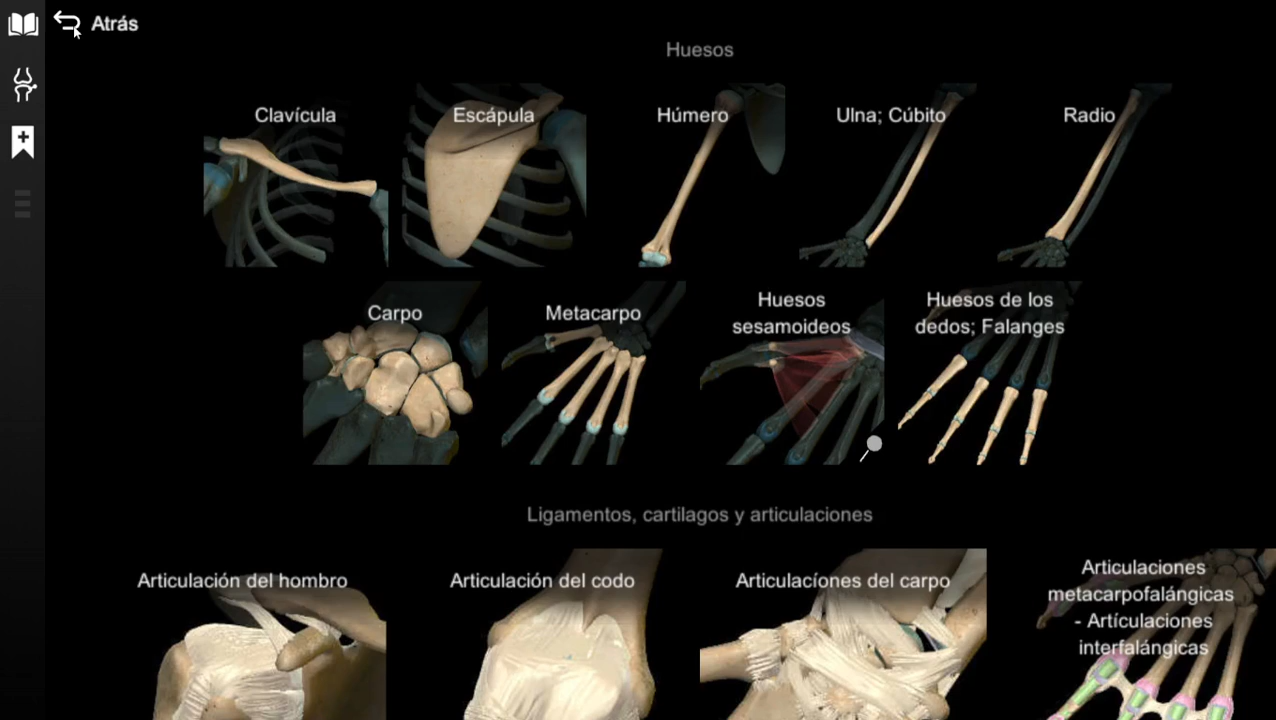 Atrás
Huesos
Clavícula
Escápula
Húmero
Ulna; Cúbito
Radio
Carpo
Metacarpo
Huesos
sesamoideos
Huesos de los
dedos; Falanges
Ligamentos, cartilagos y articulaciones
Articulación del hombro
Articulación del codo
Articulacíones del carpo
Articulaciones
metacarpofalángicas
- Artículaciones
interfalángicas